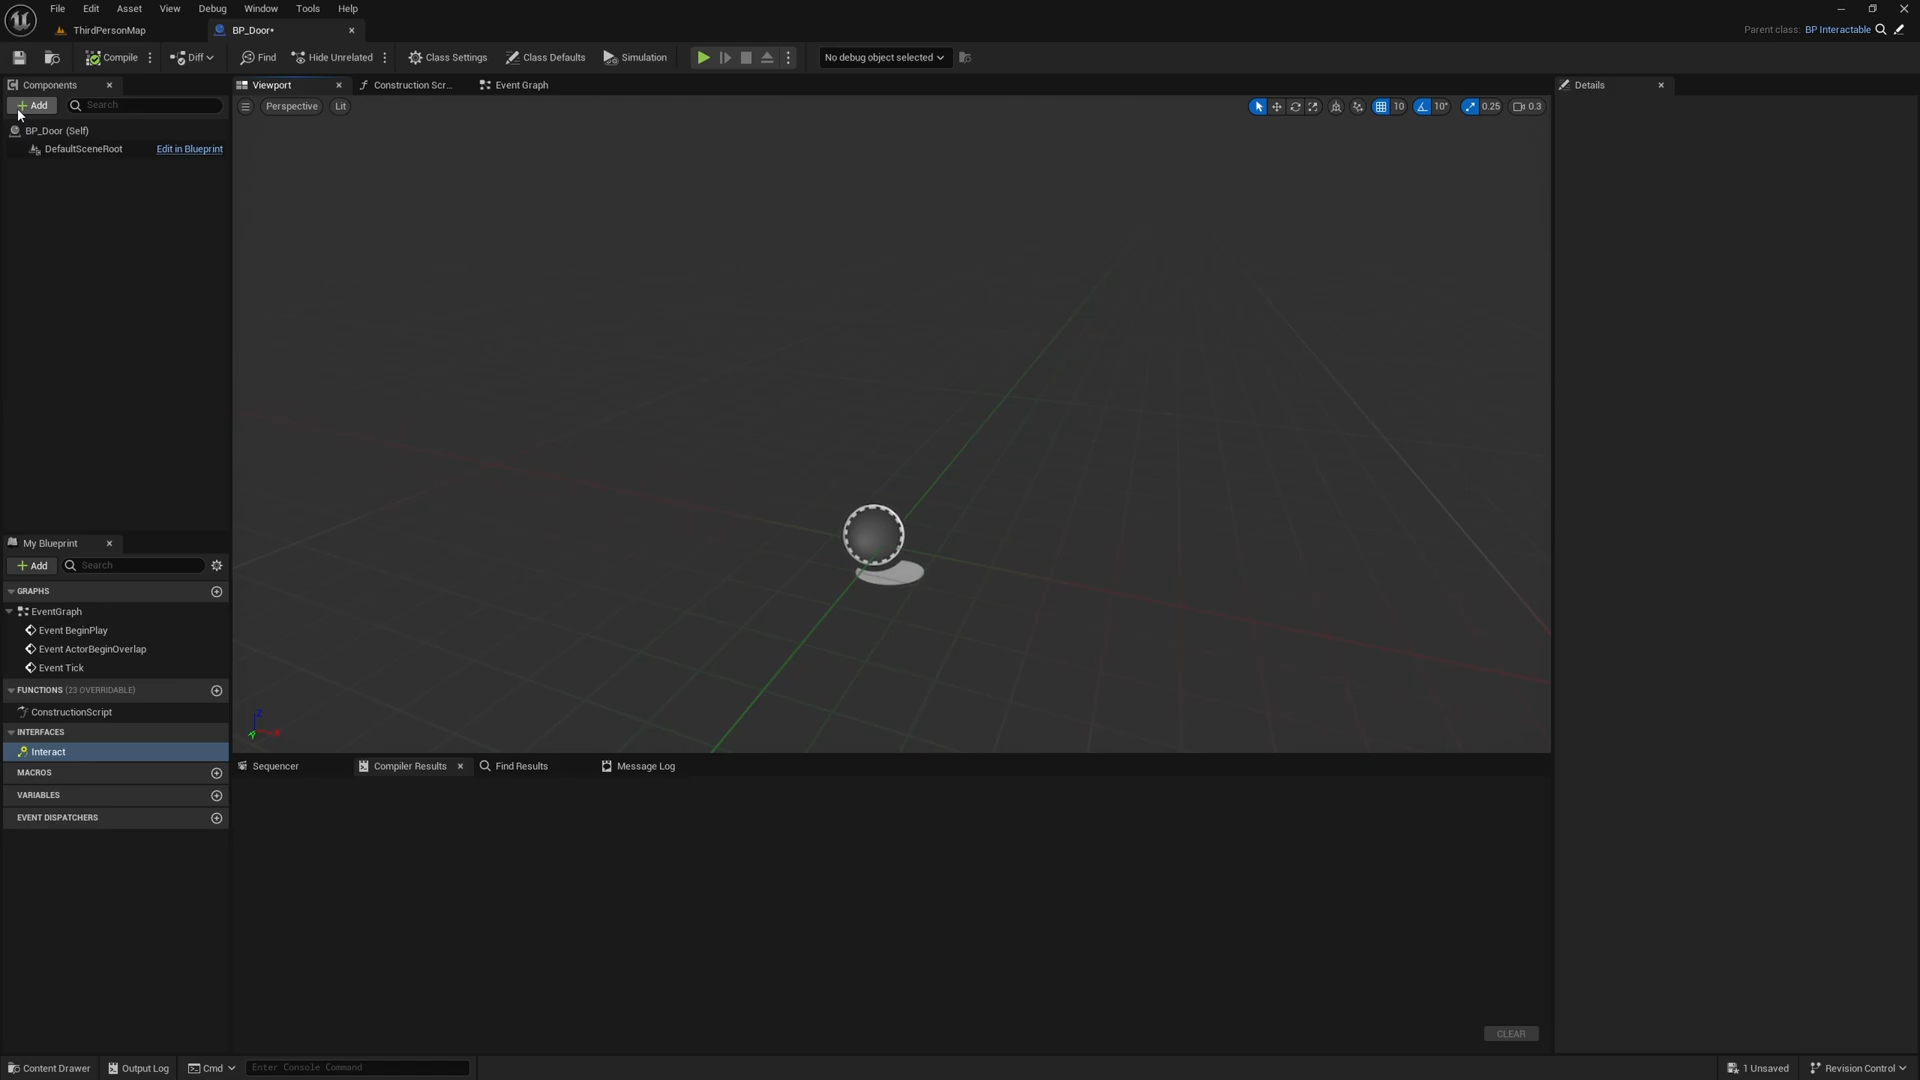 File Edit Asset View Debug Window Tools Help
ThirdPersonMap BP_Door• Parent class: BP Interactable
Compile Diff Find Hide Unrelated Class Settings Class Defaults Simulation No debug object selected
Components Viewport Construction Scr... Event Graph Details
Add Search Perspective Lit 10 10° 0.25 0.3
BP_Door (Self)
DefaultSceneRoot Edit in Blueprint
My Blueprint
Add Search
GRAPHS
EventGraph
Event BeginPlay
Event ActorBeginOverlap
Event Tick
FUNCTIONS (23 OVERRIDABLE)
ConstructionScript
Z
INTERFACES
Interact
Sequencer Compiler Results Find Results Message Log
MACROS
VARIABLES
EVENT DISPATCHERS
CLEAR
Content Drawer Output Log Cmd Enter Console Command 1 Unsaved Revision Control